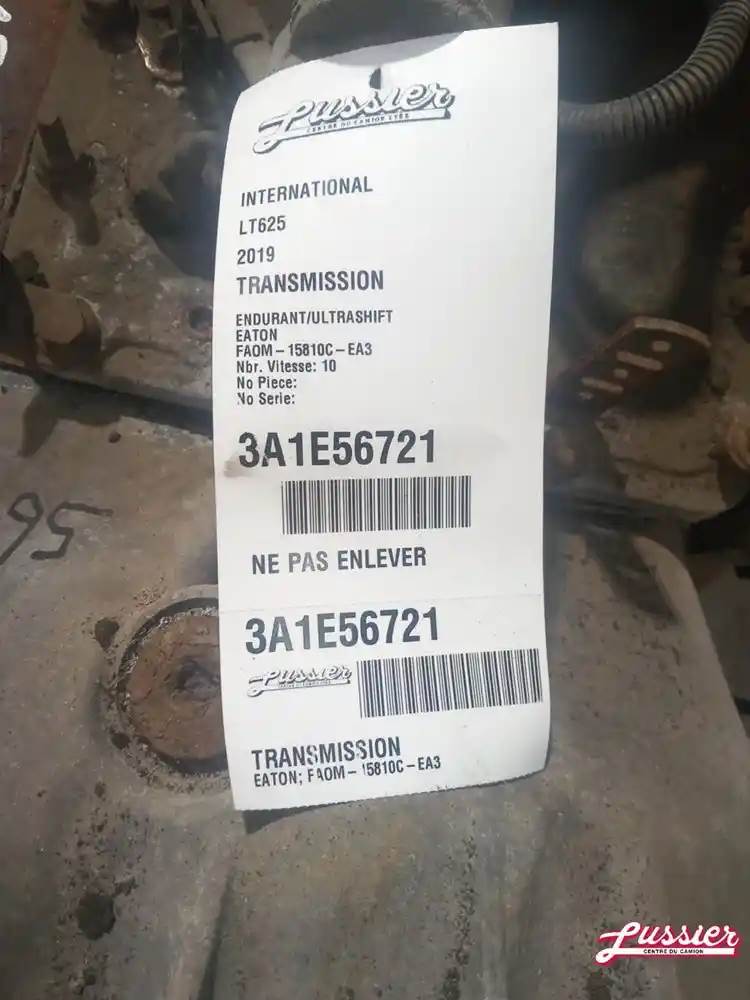 Lussier
CENTRE DU CAMION LTÉE
INTERNATIONAL
LT625
2019
TRANSMISSION
ENDURANT/ULTRASHIFT
EATON
FAOM-15810C-EA3
Nbr. Vitesse: 10
No Piece:
No Serie:
3A1E56721
NE PAS ENLEVER
3A1E56721
Lussier
TRANSMISSION
EATON; FAOM-15810C-EA3
56
Lussier
CENTRE DU CAMION